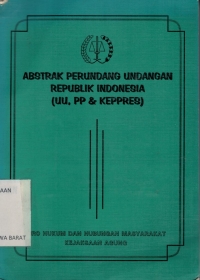 ABSTRAK PERUNDANG UNDANGAN
REPUBLIK INDONESIA
(UU, PP & KEPPRES)
HUKUM DAN HUBUNGAN MASYARAKAT
KEJAKSAAN AGUNG
AAN
WA BARAT